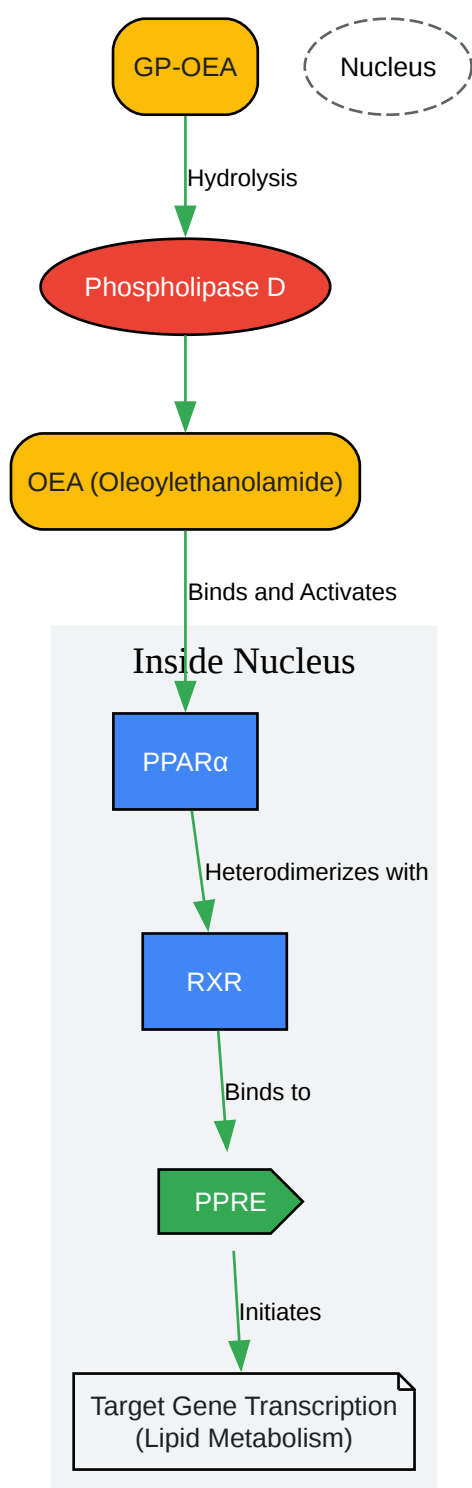 GP-OEA
Nucleus
Hydrolysis
Phospholipase D
OEA (Oleoylethanolamide)
Binds and Activates
Inside Nucleus
PPARα
Heterodimerizes with
RXR
Binds to
PPRE
Initiates
Target Gene Transcription
(Lipid Metabolism)